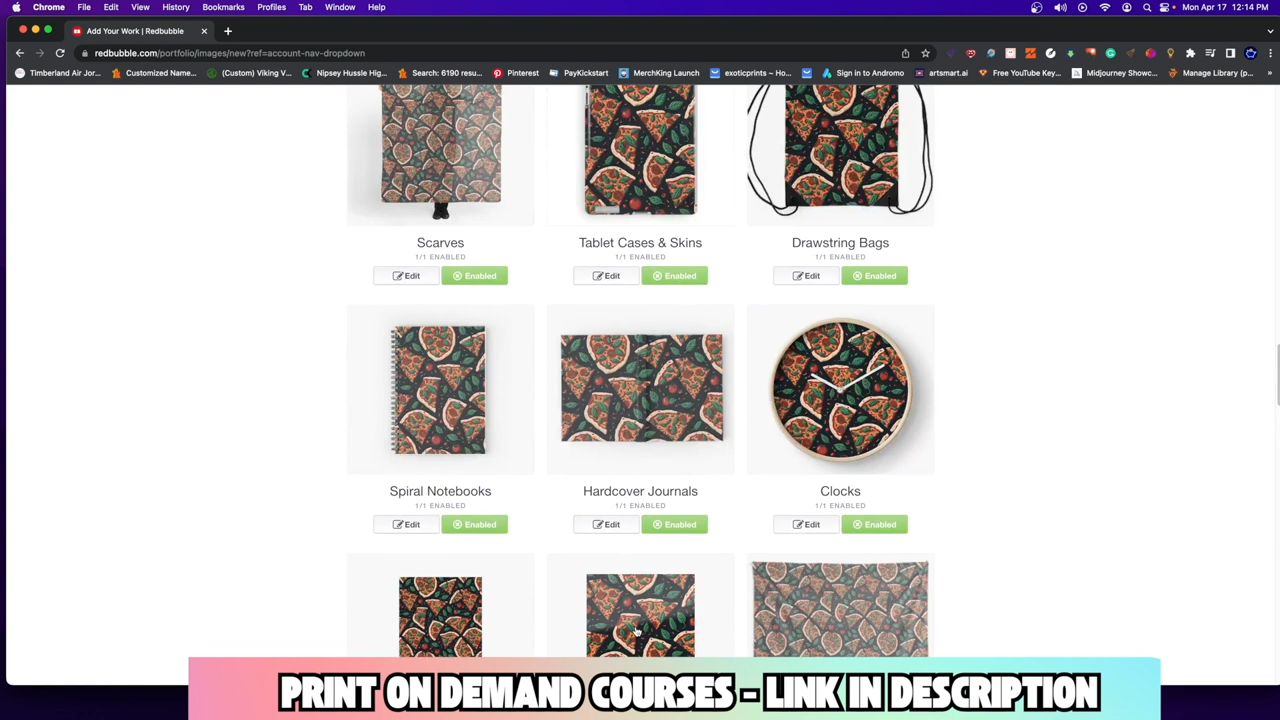 Chrome File Edit View History Bookmarks Profiles Tab Window Help Mon Apr 17 12:14 PM
Add Your Work | Redbubble
redbubble.com/portfolio/images/new?ref=account-nav-dropdown
Timberland Air Jor... Customized Name... (Custom) Viking V... Nipsey Hussle Hig... Search: 6190 resu... Pinterest PayKickstart MerchKing Launch exoticprints ~ Ho... Sign in to Andromo artsmart.ai Free YouTube Key... Midjourney Showc... Manage Library (p... »
Scarves Tablet Cases & Skins Drawstring Bags
1/1 ENABLED 1/1 ENABLED 1/1 ENABLED
Edit Enabled Edit Enabled Edit Enabled
Spiral Notebooks Hardcover Journals Clocks
1/1 ENABLED 1/1 ENABLED 1/1 ENABLED
Edit Enabled Edit Enabled Edit Enabled
PRINT ON DEMAND COURSES - LINK IN DESCRIPTION